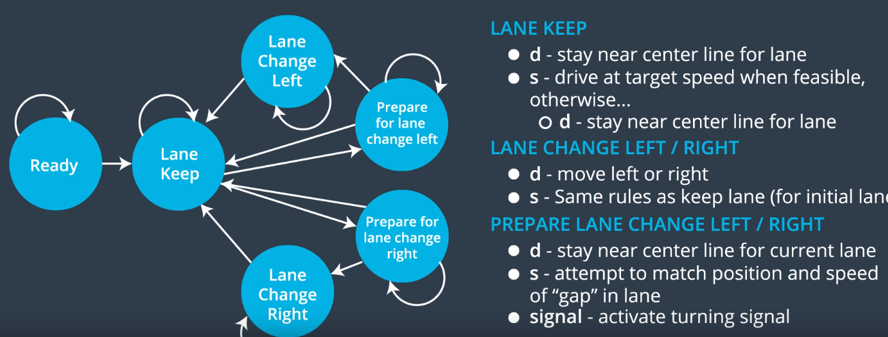 Lane
Change
Left
Prepare
for lane
change left
Ready
Lane
Keep
Prepare for
lane change
right
Lane
Change
Right
LANE KEEP
d - stay near center line for lane
s - drive at target speed when feasible,
otherwise...
d - stay near center line for lane
LANE CHANGE LEFT / RIGHT
d - move left or right
s - Same rules as keep lane (for initial lane
PREPARE LANE CHANGE LEFT / RIGHT
d - stay near center line for current lane
s - attempt to match position and speed
of “gap” in lane
signal - activate turning signal